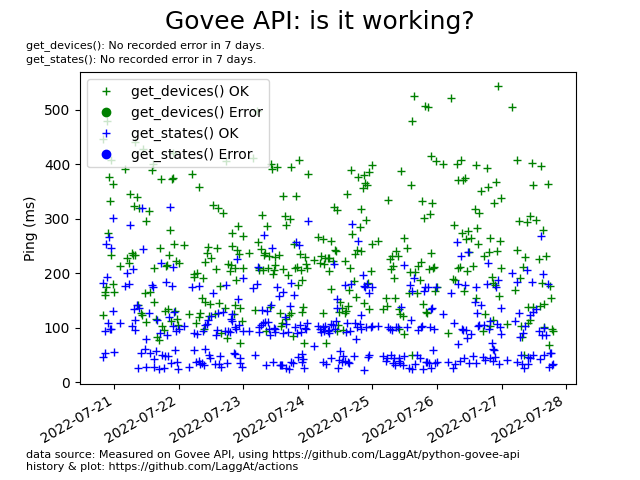 Govee API: is it working?
get_devices(): No recorded error in 7 days.
get_states(): No recorded error in 7 days.
get_devices() OK
get_devices() Error
get_states() OK
get_states() Error
Ping (ms)
500
400
300
200
100
0
2022-07-21
2022-07-22
2022-07-23
2022-07-24
2022-07-25
2022-07-26
2022-07-27
2022-07-28
data source: Measured on Govee API, using https://github.com/LaggAt/python-govee-api
history & plot: https://github.com/LaggAt/actions